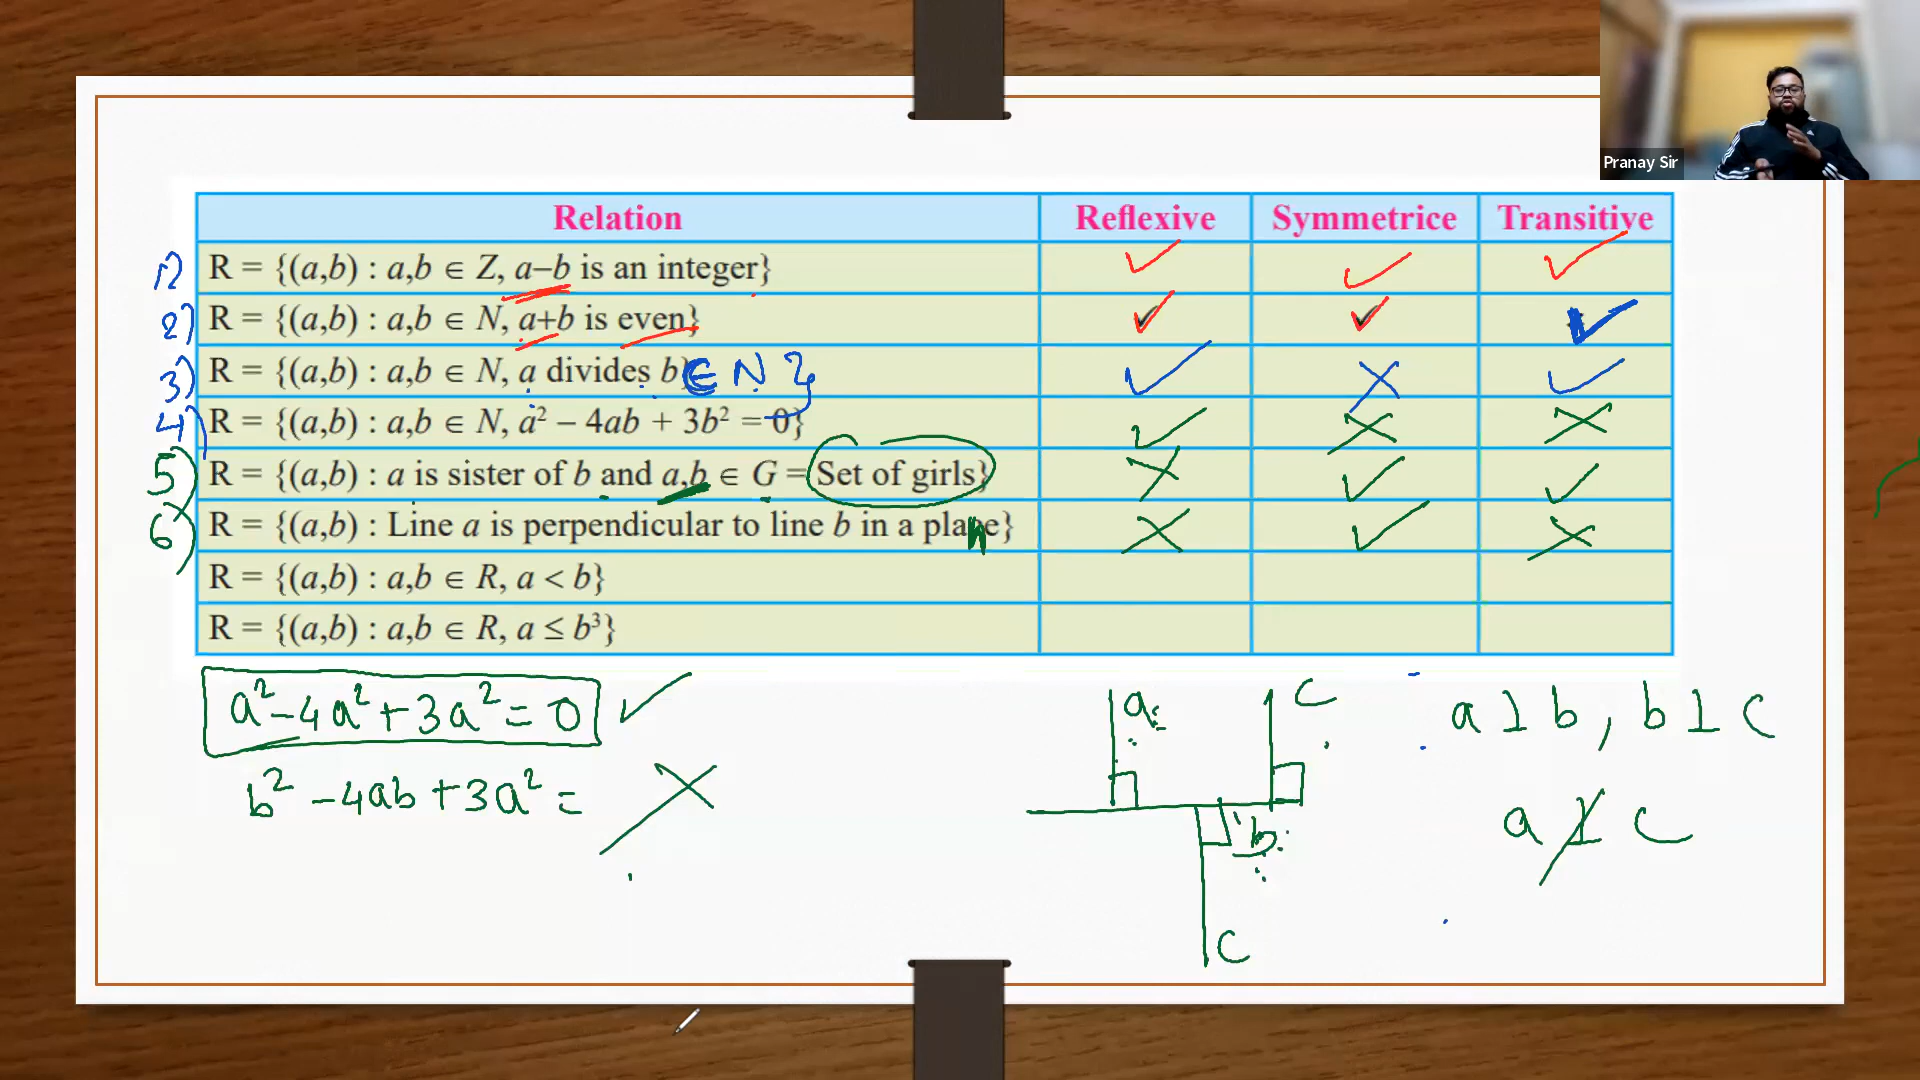 Pranay Sir
Relation Reflexive Symmetrice Transitive
1) R = {(a,b) : a,b ∈ Z, a–b is an integer} ✓ ✓ ✓
2) R = {(a,b) : a,b ∈ N, a+b is even} ✓ ✓ ✓
3) R = {(a,b) : a,b ∈ N, a divides b} ∈ N } ✓ ✗ ✓
4) R = {(a,b) : a,b ∈ N, a² – 4ab + 3b² = 0} ✓ ✗ ✗
5) R = {(a,b) : a is sister of b and a,b ∈ G = Set of girls} ✗ ✓ ✓
6) R = {(a,b) : Line a is perpendicular to line b in a plane} ✗ ✓ ✗
R = {(a,b) : a,b ∈ R, a < b}
R = {(a,b) : a,b ∈ R, a ≤ b³}
a² – 4a² + 3a² = 0 ✓
b² – 4ab + 3a² = ✗
a c
b
c
a ⊥ b, b ⊥ c
a ⊥̸ c